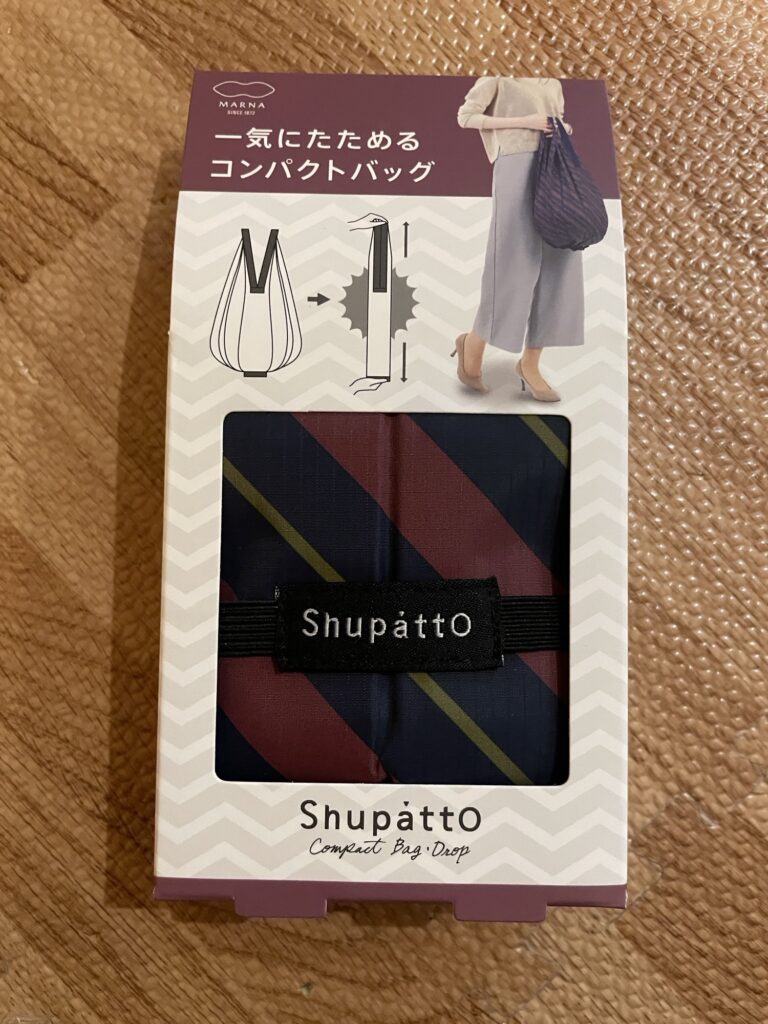 MARNA
SINCE 1872
一気にたためる
コンパクトバッグ
Shupatto
Shupatto
Compact Bag・Drop